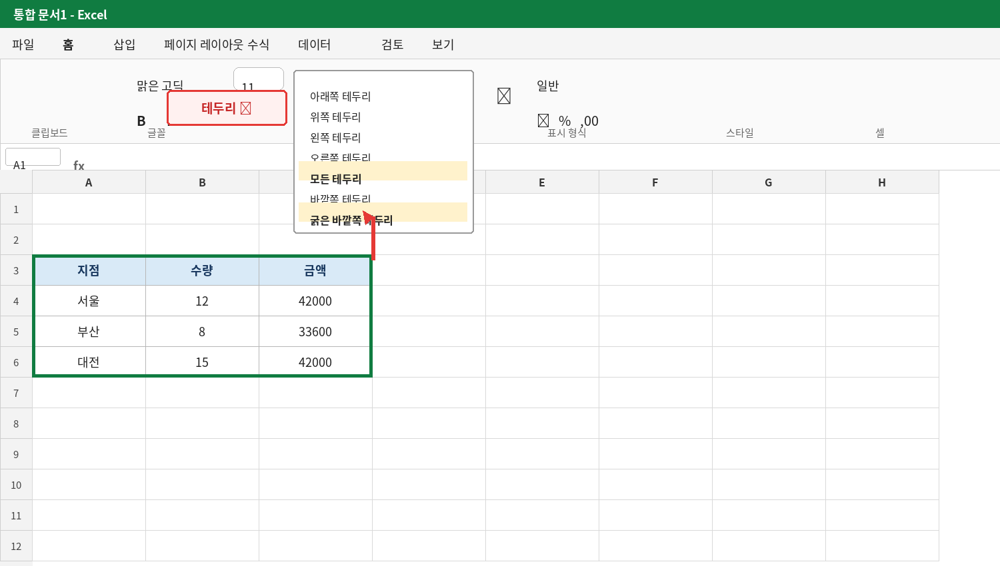 통합 문서1 - Excel
파일 홈 삽입 페이지 레이아웃 수식 데이터 검토 보기
맑은 고딕 11 일반
테두리
B % ,00
클립보드 글꼴 표시 형식 스타일 셀
아래쪽 테두리
위쪽 테두리
왼쪽 테두리
오른쪽 테두리
모든 테두리
바깥쪽 테두리
굵은 바깥쪽 테두리
A1 fx
A B E F G H
1
2
3 지점 수량 금액
4 서울 12 42000
5 부산 8 33600
6 대전 15 42000
7
8
9
10
11
12